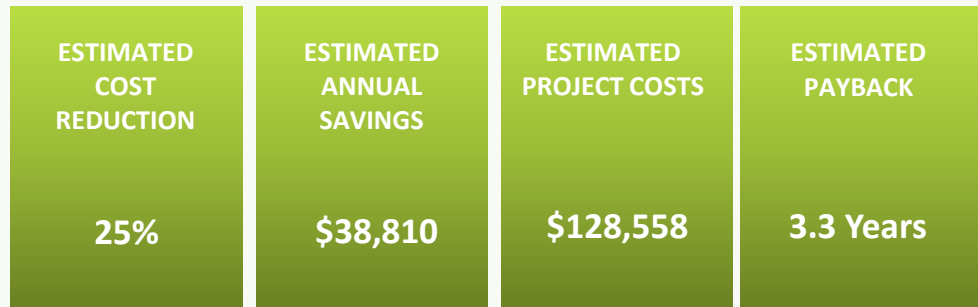 ESTIMATED
COST
REDUCTION
25%
ESTIMATED
ANNUAL
SAVINGS
$38,810
ESTIMATED
PROJECT COSTS
$128,558
ESTIMATED
PAYBACK
3.3 Years